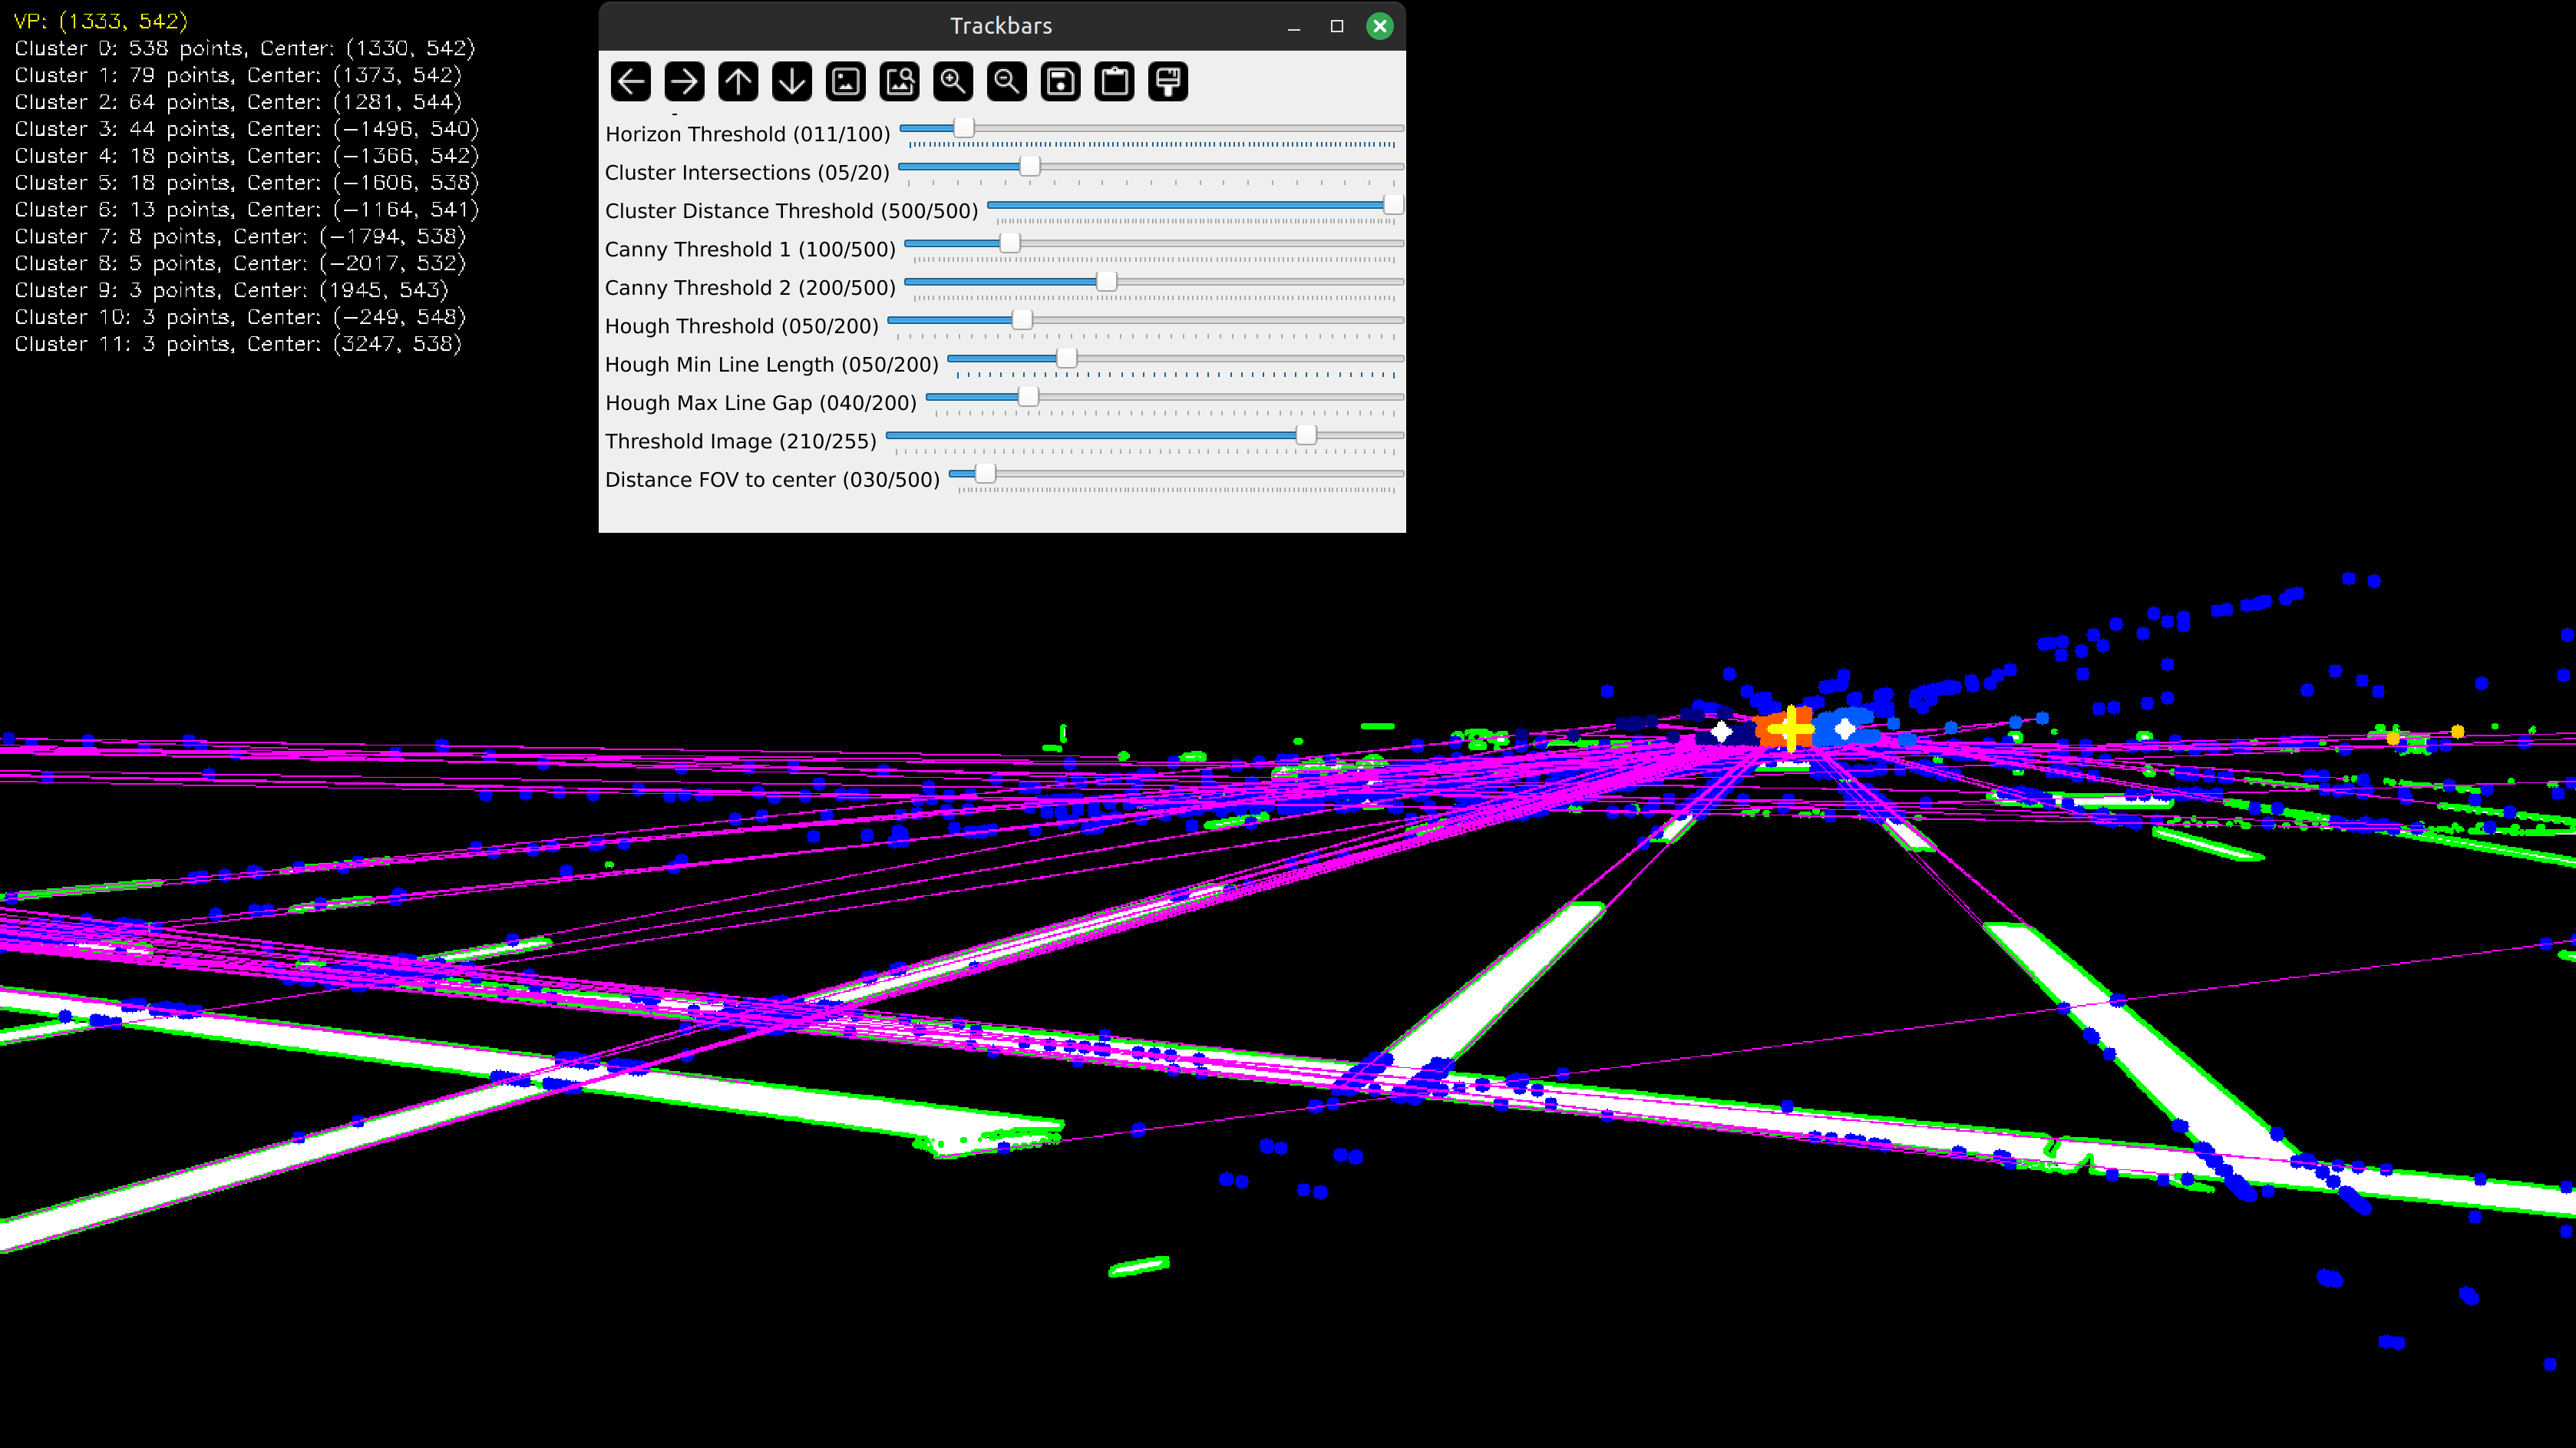 VP: (1333, 542)
Cluster 0: 538 points, Center: (1330, 542)
Cluster 1: 79 points, Center: (1373, 542)
Cluster 2: 64 points, Center: (1281, 544)
Cluster 3: 44 points, Center: (-1496, 540)
Cluster 4: 18 points, Center: (-1366, 542)
Cluster 5: 18 points, Center: (-1606, 538)
Cluster 6: 13 points, Center: (-1164, 541)
Cluster 7: 8 points, Center: (-1794, 538)
Cluster 8: 5 points, Center: (-2017, 532)
Cluster 9: 3 points, Center: (1945, 543)
Cluster 10: 3 points, Center: (-249, 548)
Cluster 11: 3 points, Center: (3247, 538)
Trackbars
Horizon Threshold (011/100)
Cluster Intersections (05/20)
Cluster Distance Threshold (500/500)
Canny Threshold 1 (100/500)
Canny Threshold 2 (200/500)
Hough Threshold (050/200)
Hough Min Line Length (050/200)
Hough Max Line Gap (040/200)
Threshold Image (210/255)
Distance FOV to center (030/500)